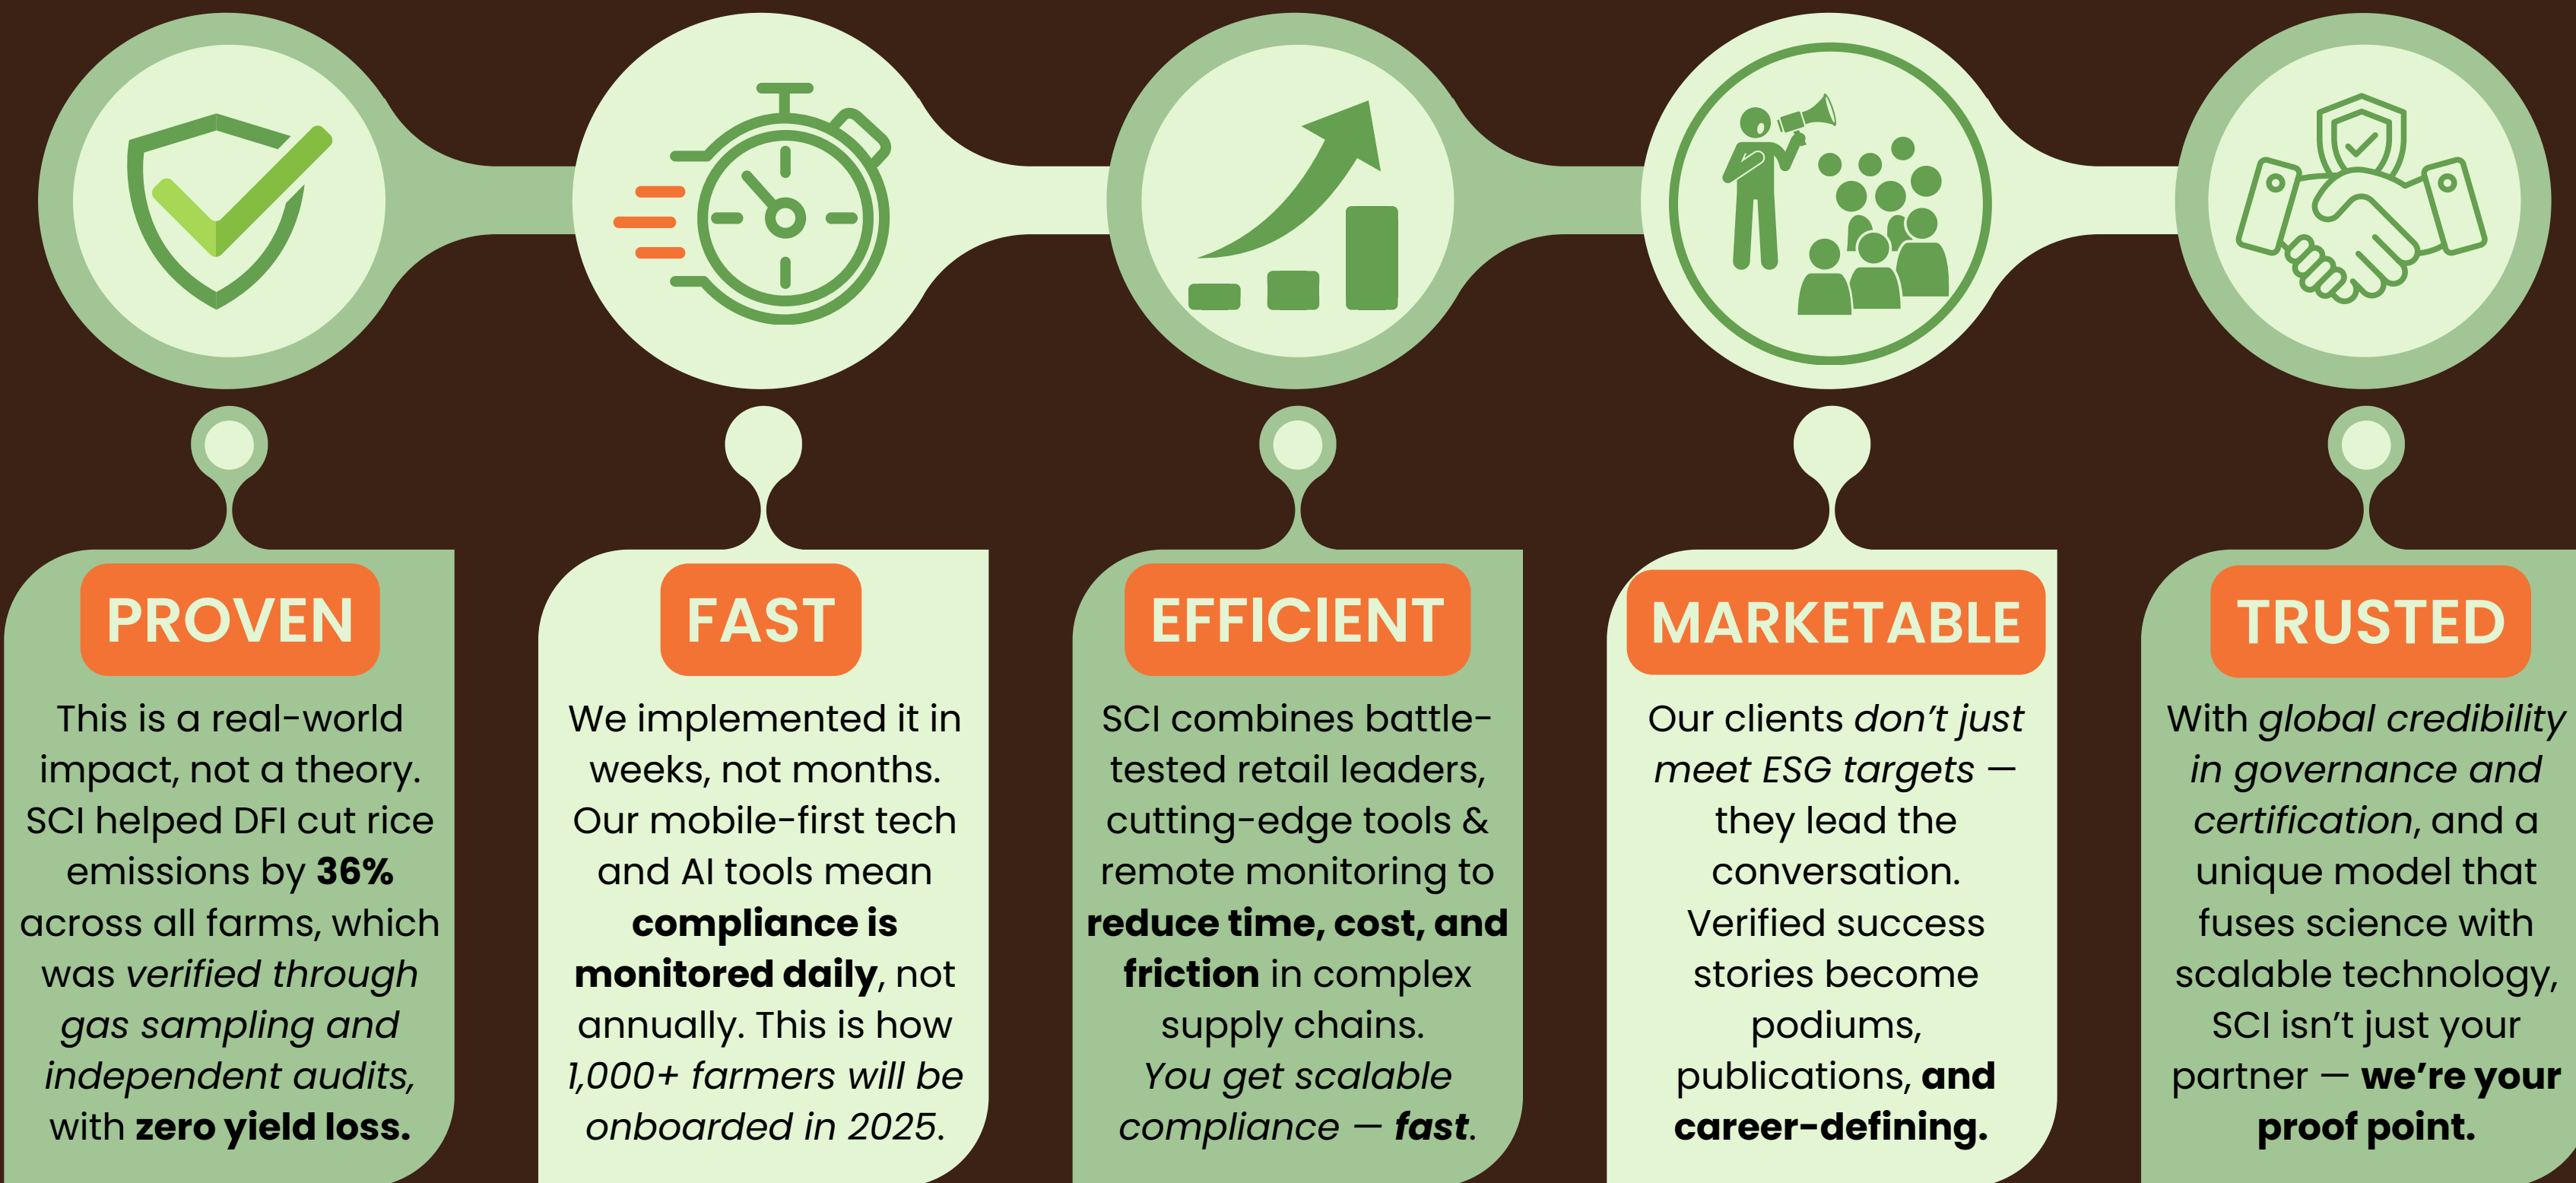 PROVEN
This is a real-world
impact, not a theory.
SCI helped DFI cut rice
emissions by 36%
across all farms, which
was verified through
gas sampling and
independent audits,
with zero yield loss.
FAST
We implemented it in
weeks, not months.
Our mobile-first tech
and AI tools mean
compliance is
monitored daily, not
annually. This is how
1,000+ farmers will be
onboarded in 2025.
EFFICIENT
SCI combines battle-
tested retail leaders,
cutting-edge tools &
remote monitoring to
reduce time, cost, and
friction in complex
supply chains.
You get scalable
compliance — fast.
MARKETABLE
Our clients don’t just
meet ESG targets —
they lead the
conversation.
Verified success
stories become
podiums,
publications, and
career-defining.
TRUSTED
With global credibility
in governance and
certification, and a
unique model that
fuses science with
scalable technology,
SCI isn’t just your
partner — we’re your
proof point.